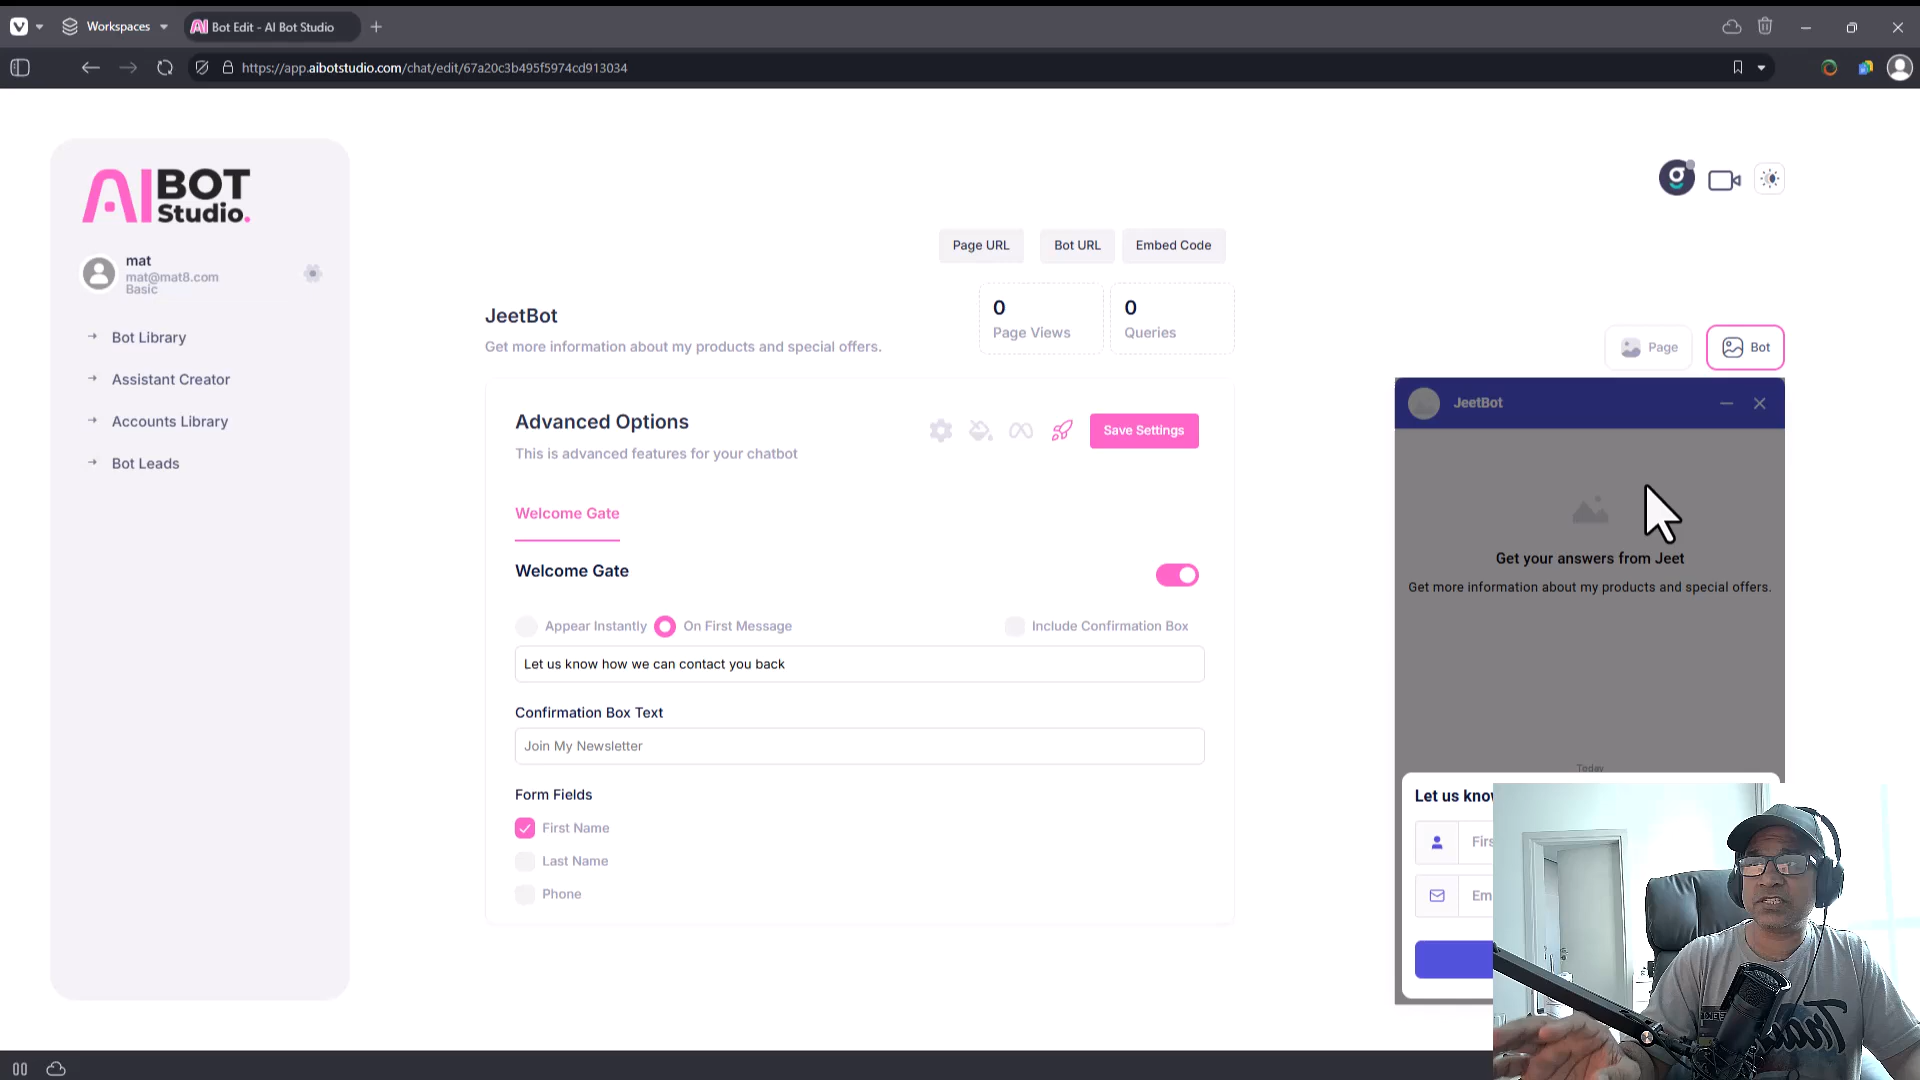 Workspaces
Bot Edit - AI Bot Studio
https://app.aibotstudio.com/chat/edit/67a20c3b495f5974cd913034
AI BOT
Studio.
mat
mat@mat8.com
Basic
Bot Library
Assistant Creator
Accounts Library
Bot Leads
Page URL
Bot URL
Embed Code
JeetBot
Get more information about my products and special offers.
0
Page Views
0
Queries
Page
Bot
Advanced Options
This is advanced features for your chatbot
Save Settings
Welcome Gate
Welcome Gate
Appear Instantly
On First Message
Include Confirmation Box
Let us know how we can contact you back
Confirmation Box Text
Join My Newsletter
Form Fields
First Name
Last Name
Phone
JeetBot
Get your answers from Jeet
Get more information about my products and special offers.
Today
Let us know
Firs
Em